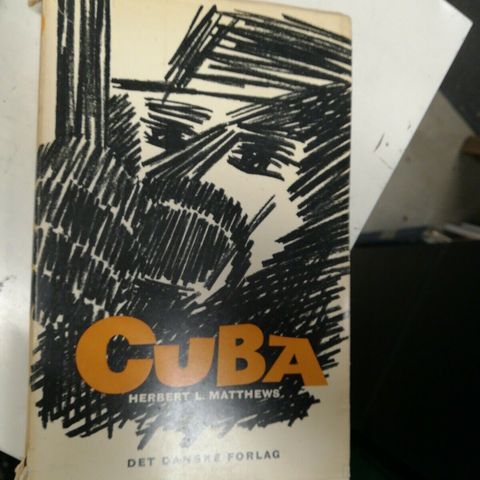 CUBA
HERBERT L. MATTHEWS
DET DANSKE FORLAG